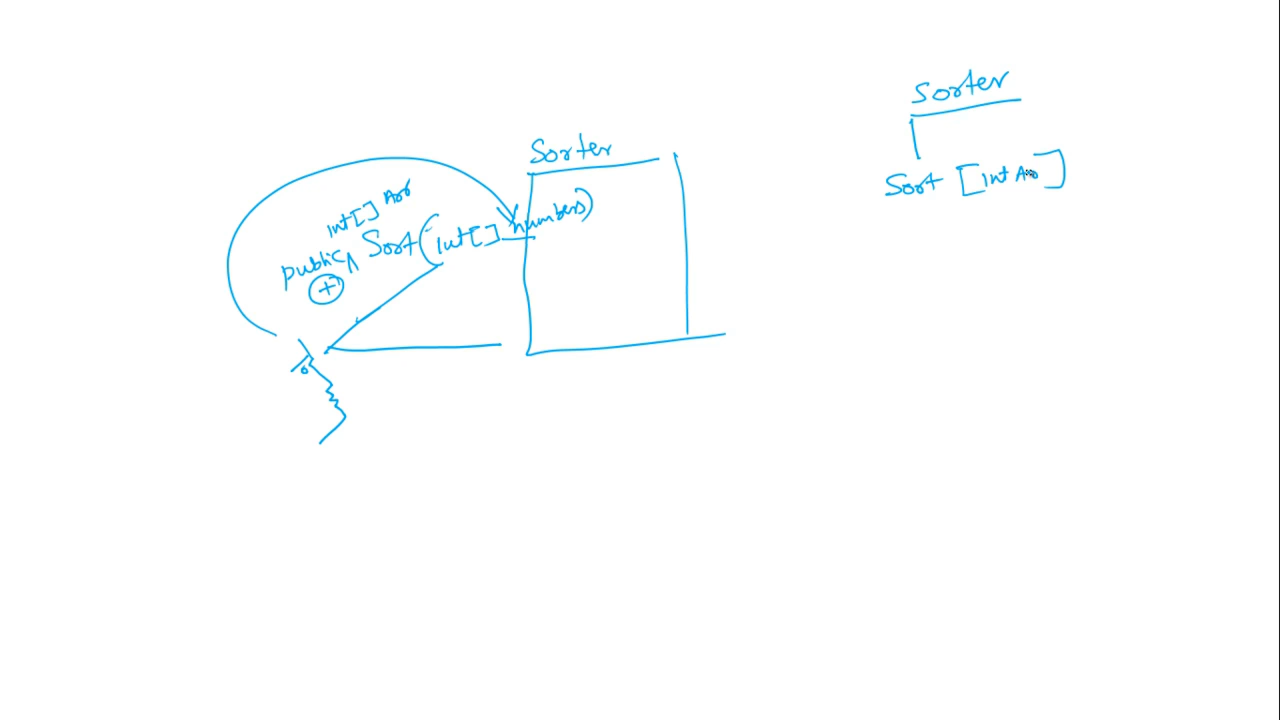 Sorter
int[] Arr
public Sort(int[] numbers)
+
Sorter
Sort [int Arr]